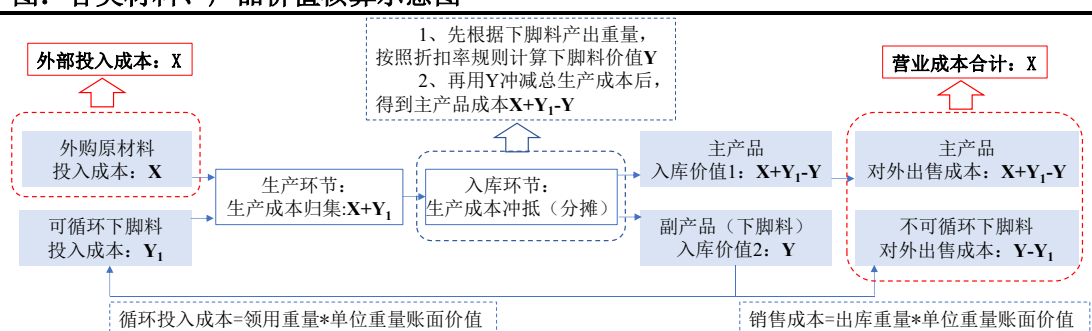 图：各类材料、产品价值核算示意图
1、先根据下脚料产出重量，
按照折扣率规则计算下脚料价值Y
2、再用Y冲减总生产成本后，
得到主产品成本X+Y₁-Y
外部投入成本：X
营业成本合计：X
外购原材料
投入成本：X
可循环下脚料
投入成本：Y₁
生产环节：
生产成本归集:X+Y₁
入库环节：
生产成本冲抵（分摊）
主产品
入库价值1：X+Y₁-Y
副产品（下脚料）
入库价值2：Y
主产品
对外出售成本：X+Y₁-Y
不可循环下脚料
对外出售成本：Y-Y₁
循环投入成本=领用重量*单位重量账面价值
销售成本=出库重量*单位重量账面价值